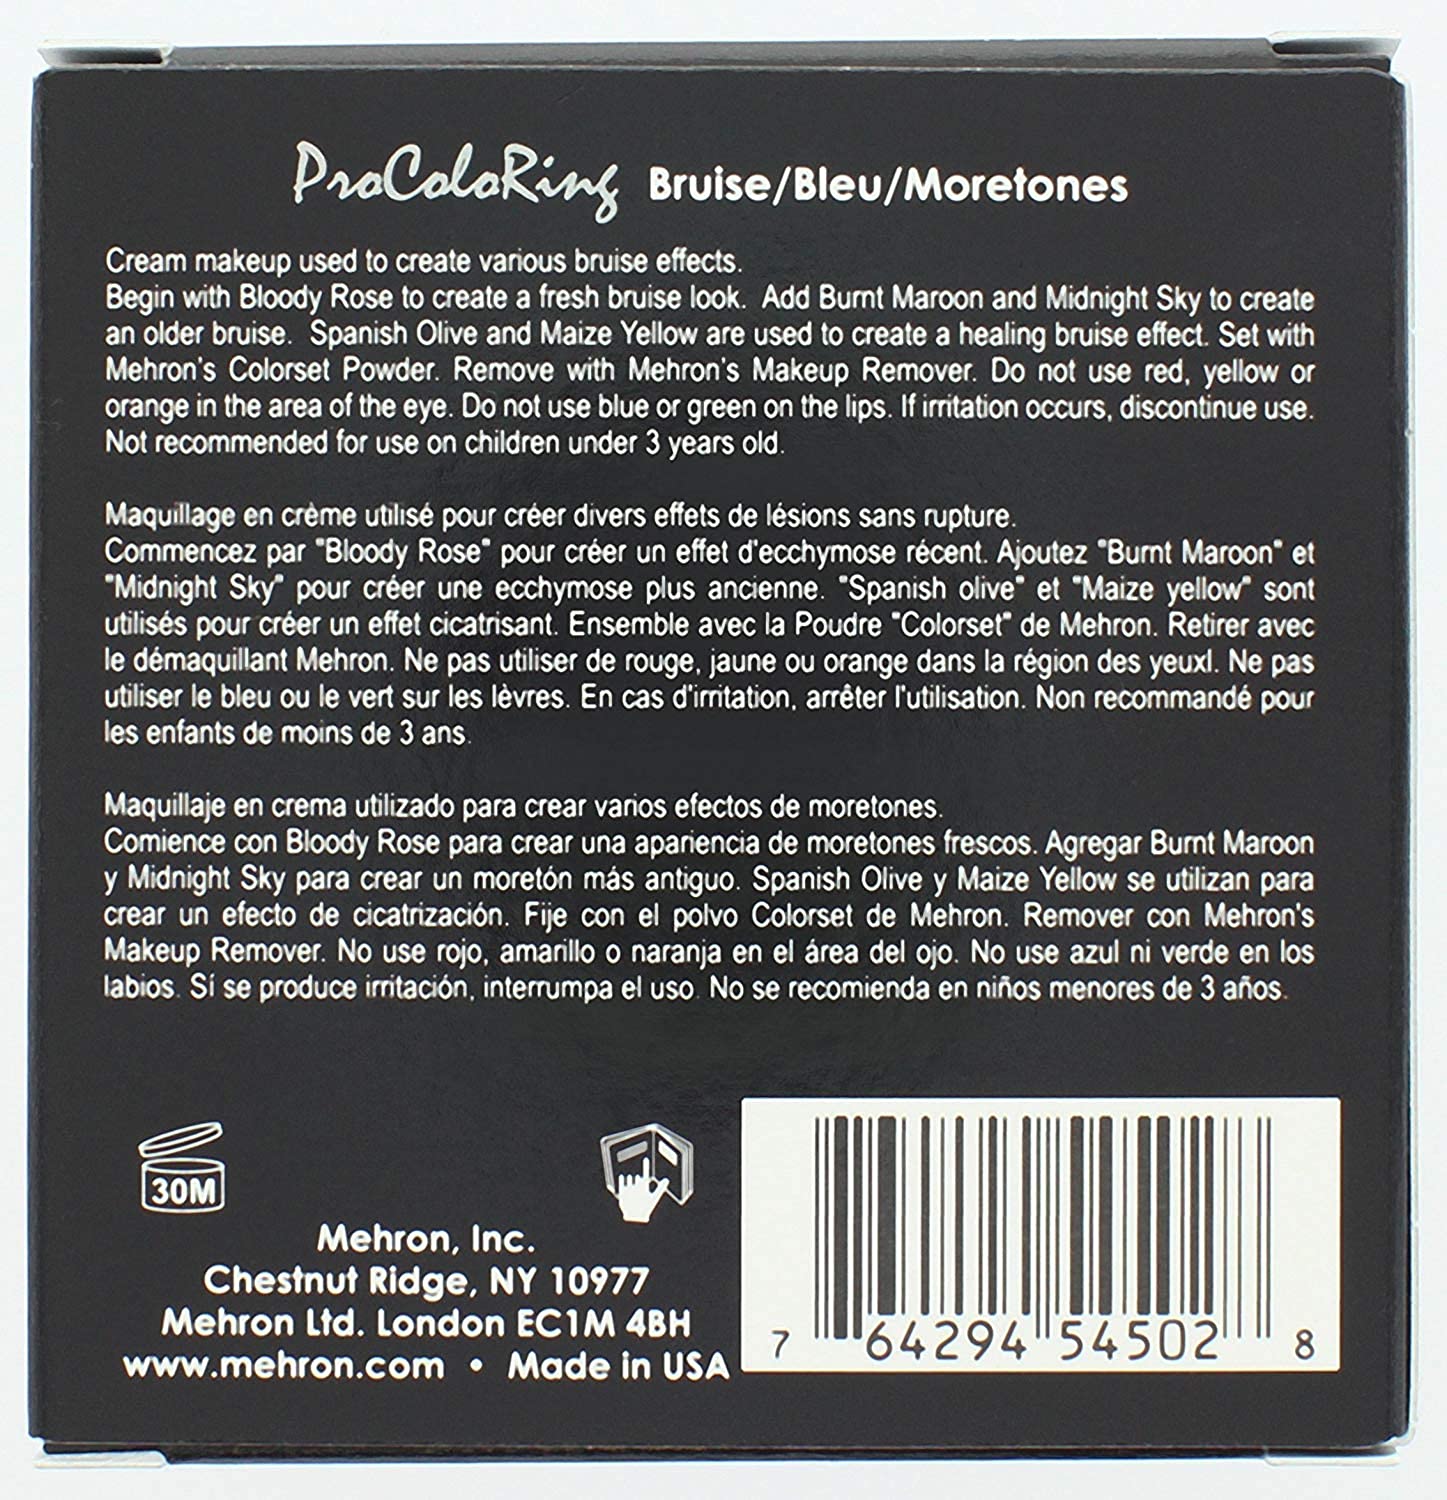 ProColoRing Bruise/Bleu/Moretones
Cream makeup used to create various bruise effects.
Begin with Bloody Rose to create a fresh bruise look. Add Burnt Maroon and Midnight Sky to create
an older bruise. Spanish Olive and Maize Yellow are used to create a healing bruise effect. Set with
Mehron's Colorset Powder. Remove with Mehron's Makeup Remover. Do not use red, yellow or
orange in the area of the eye. Do not use blue or green on the lips. If irritation occurs, discontinue use.
Not recommended for use on children under 3 years old.
Maquillage en crème utilisé pour créer divers effets de lésions sans rupture.
Commencez par "Bloody Rose" pour créer un effet d'ecchymose récent. Ajoutez "Burnt Maroon" et
"Midnight Sky" pour créer une ecchymose plus ancienne. "Spanish olive" et "Maize yellow" sont
utilisés pour créer un effet cicatrisant. Ensemble avec la Poudre "Colorset" de Mehron. Retirer avec
le démaquillant Mehron. Ne pas utiliser de rouge, jaune ou orange dans la région des yeuxl. Ne pas
utiliser le bleu ou le vert sur les lèvres. En cas d'irritation, arrêter l'utilisation. Non recommandé pour
les enfants de moins de 3 ans.
Maquillaje en crema utilizado para crear varios efectos de moretones.
Comience con Bloody Rose para crear una apariencia de moretones frescos. Agregar Burnt Maroon
y Midnight Sky para crear un moretón más antiguo. Spanish Olive y Maize Yellow se utilizan para
crear un efecto de cicatrización. Fije con el polvo Colorset de Mehron. Remover con Mehron's
Makeup Remover. No use rojo, amarillo o naranja en el área del ojo. No use azul ni verde en los
labios. Sí se produce irritación, interrumpa el uso. No se recomienda en niños menores de 3 años.
30M
Mehron, Inc.
Chestnut Ridge, NY 10977
Mehron Ltd. London EC1M 4BH
www.mehron.com • Made in USA
7 64294 54502 8